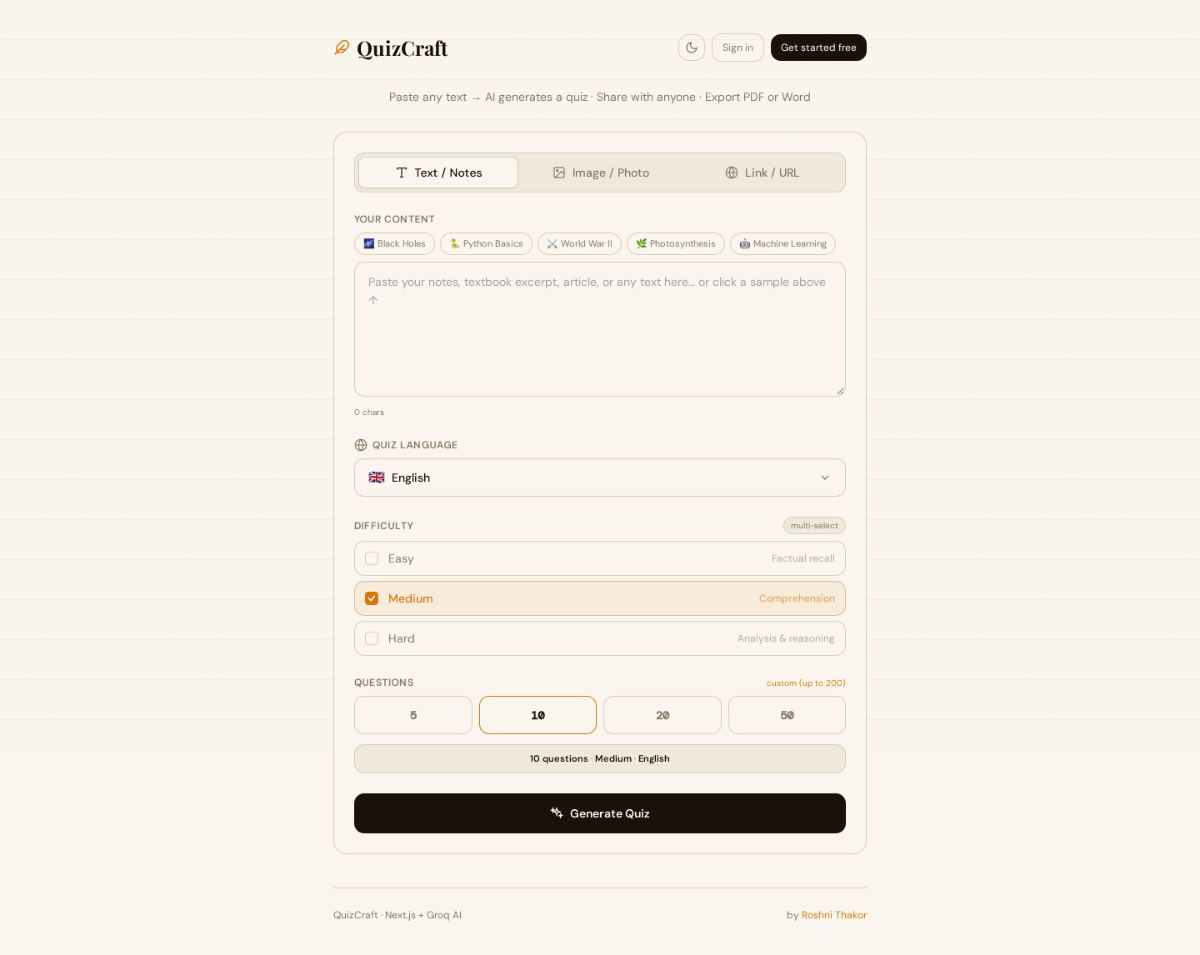 QuizCraft
Sign in
Get started free
Paste any text → AI generates a quiz · Share with anyone · Export PDF or Word
Text / Notes
Image / Photo
Link / URL
YOUR CONTENT
🌌 Black Holes
🐍 Python Basics
⚔️ World War II
🌿 Photosynthesis
🤖 Machine Learning
Paste your notes, textbook excerpt, article, or any text here… or click a sample above
↑
0 chars
QUIZ LANGUAGE
🇬🇧 English
DIFFICULTY
multi-select
Easy
Factual recall
Medium
Comprehension
Hard
Analysis & reasoning
QUESTIONS
custom (up to 200)
5
10
20
50
10 questions · Medium · English
Generate Quiz
QuizCraft · Next.js + Groq AI
by Roshni Thakor